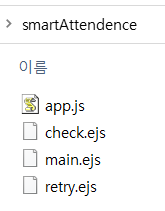 smartAttendence
이름
app.js
check.ejs
main.ejs
retry.ejs